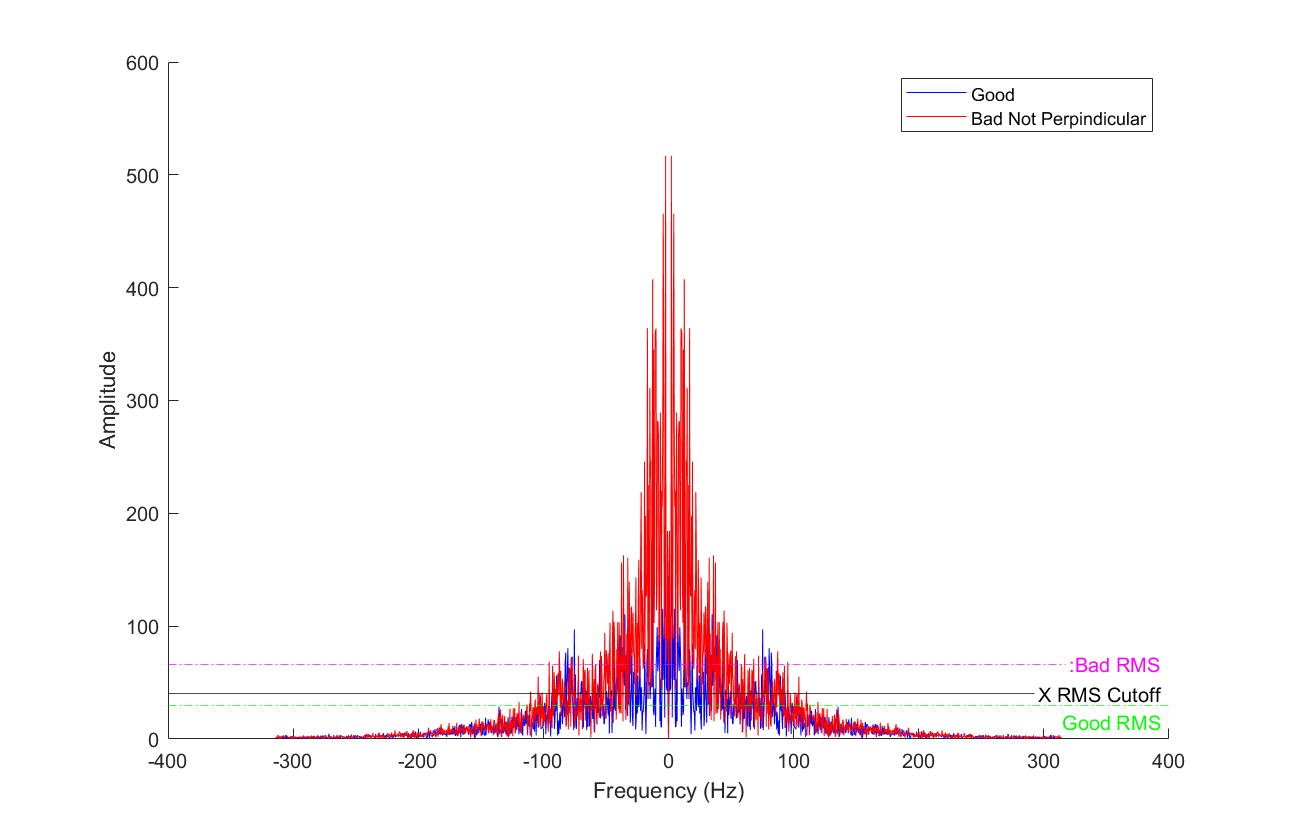 600
500
400
300
200
100
0
Amplitude
Good
Bad Not Perpindicular
:Bad RMS
X RMS Cutoff
Good RMS
-400 -300 -200 -100 0 100 200 300 400
Frequency (Hz)